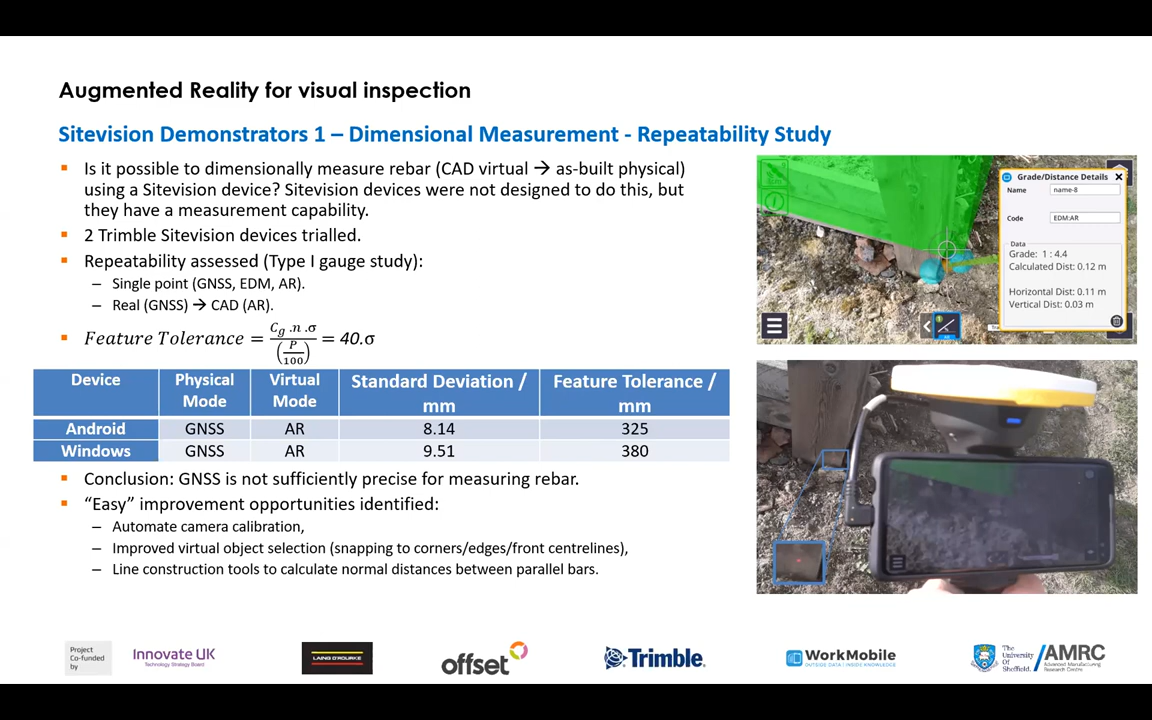 Augmented Reality for visual inspection
Sitevision Demonstrators 1 – Dimensional Measurement - Repeatability Study
▪ Is it possible to dimensionally measure rebar (CAD virtual → as-built physical)
using a Sitevision device? Sitevision devices were not designed to do this, but
they have a measurement capability.
▪ 2 Trimble Sitevision devices trialled.
▪ Repeatability assessed (Type I gauge study):
– Single point (GNSS, EDM, AR).
– Real (GNSS) → CAD (AR).
▪ Feature Tolerance = C_g .n .σ / (P/100) = 40.σ
Device Physical Mode Virtual Mode Standard Deviation / mm Feature Tolerance / mm
Android GNSS AR 8.14 325
Windows GNSS AR 9.51 380
▪ Conclusion: GNSS is not sufficiently precise for measuring rebar.
▪ “Easy” improvement opportunities identified:
– Automate camera calibration,
– Improved virtual object selection (snapping to corners/edges/front centrelines),
– Line construction tools to calculate normal distances between parallel bars.
Grade/Distance Details
Name name-8
Code EDM:AR
Data
Grade: 1 : 4.4
Calculated Dist: 0.12 m
Horizontal Dist: 0.11 m
Vertical Dist: 0.03 m
Project
Co-funded
by
Innovate UK
Technology Strategy Board
LAING O'ROURKE
offset
Trimble.
WorkMobile
OUTSIDE DATA | INSIDE KNOWLEDGE
The
University
Of
Sheffield.
AMRC
Advanced Manufacturing
Research Centre